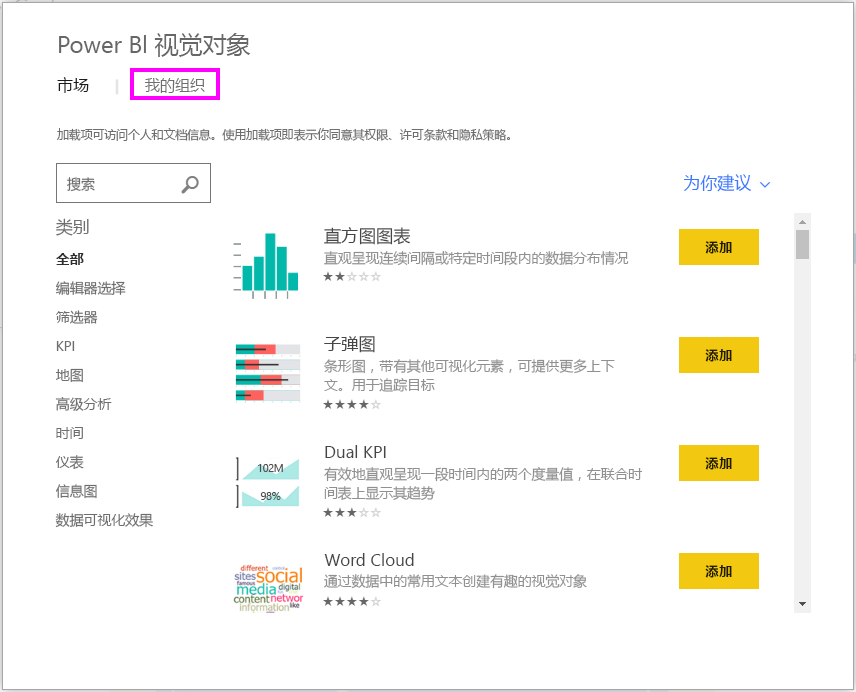 Power BI 视觉对象
市场 | 我的组织
加载项可访问个人和文档信息。使用加载项即表示你同意其权限、许可条款和隐私策略。
搜索
为你建议
类别
全部
编辑器选择
筛选器
KPI
地图
高级分析
时间
仪表
信息图
数据可视化效果
直方图图表
直观呈现连续间隔或特定时间段内的数据分布情况
★★☆☆☆
添加
子弹图
条形图，带有其他可视化元素，可提供更多上下
文。用于追踪目标
★★★★☆
添加
102M
98%
Dual KPI
有效地直观呈现一段时间内的两个度量值，在联合时
间表上显示其趋势
★★★☆☆
添加
different
sites social
famous
media digital
content networ
information like
Word Cloud
通过数据中的常用文本创建有趣的视觉对象
★★★★☆
添加